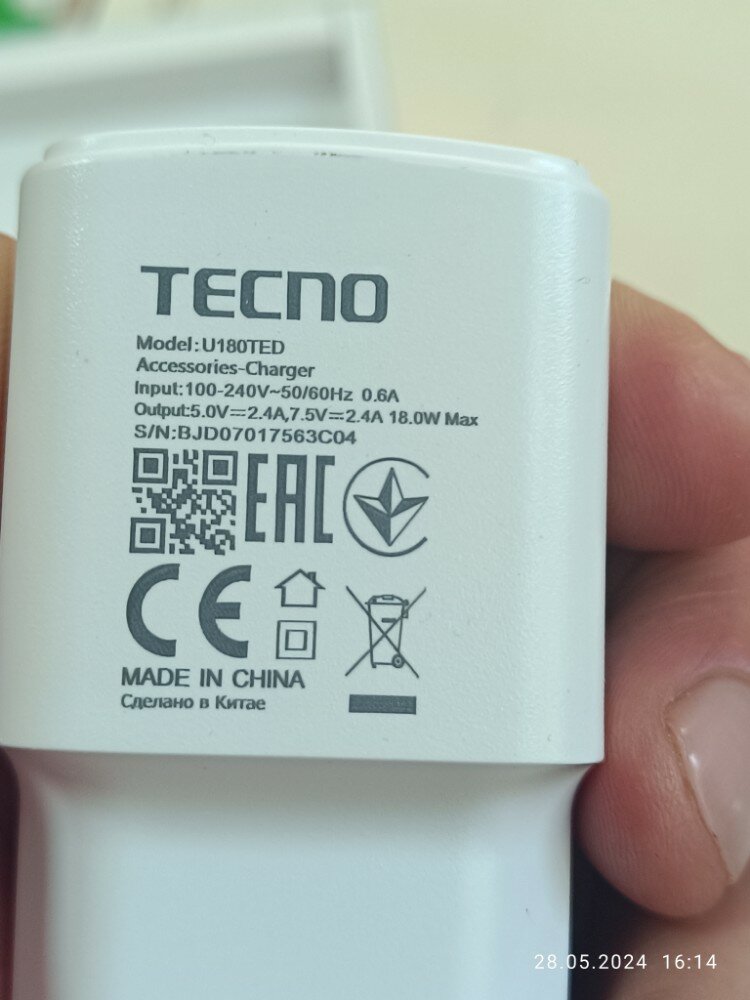 TECNO
Model:U180TED
Accessories-Charger
Input:100-240V~50/60Hz 0.6A
Output:5.0V⎓2.4A,7.5V⎓2.4A 18.0W Max
S/N:BJD07017563C04
EAC
CE
MADE IN CHINA
Сделано в Китае
28.05.2024 16:14